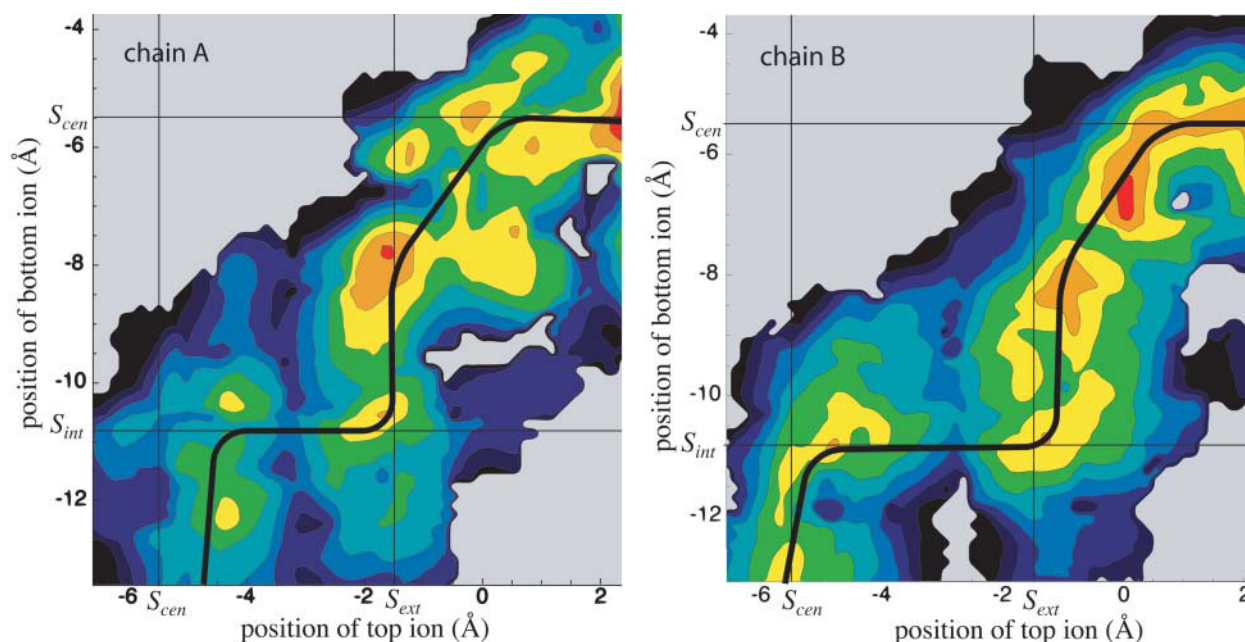 chain A
position of bottom ion (Å)
-4
S_cen
-6
-8
-10
S_int
-12
-6
-4
-2
0
2
S_cen
S_ext
position of top ion (Å)
chain B
position of bottom ion (Å)
-4
S_cen
-6
-8
-10
S_int
-12
-6
-4
-2
0
2
S_cen
S_ext
position of top ion (Å)